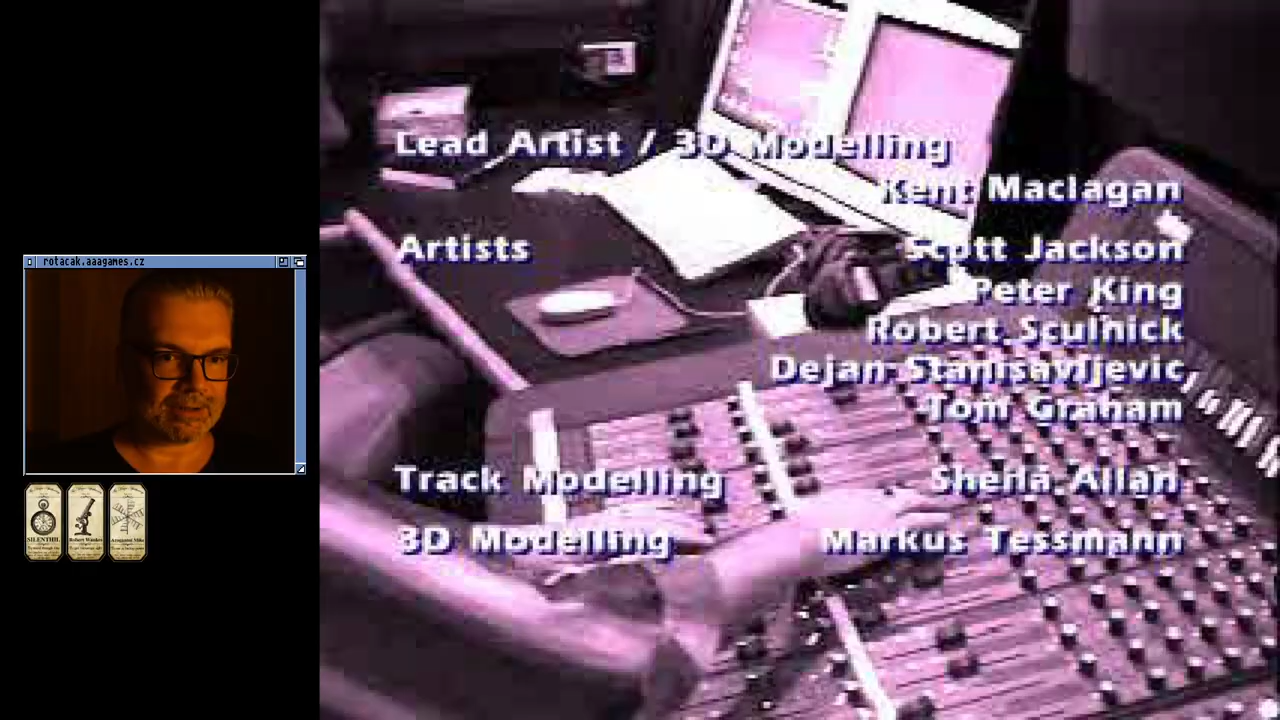 rotacak.aaagames.cz
Lead Artist / 3D Modelling
Kent Maclagan
Artists
Scott Jackson
Peter King
Robert Sculnick
Dejan Stanisavljevic
Tom Graham
Track Modelling
Sheila Allan
3D Modelling
Markus Tessmann
SILENTHILL